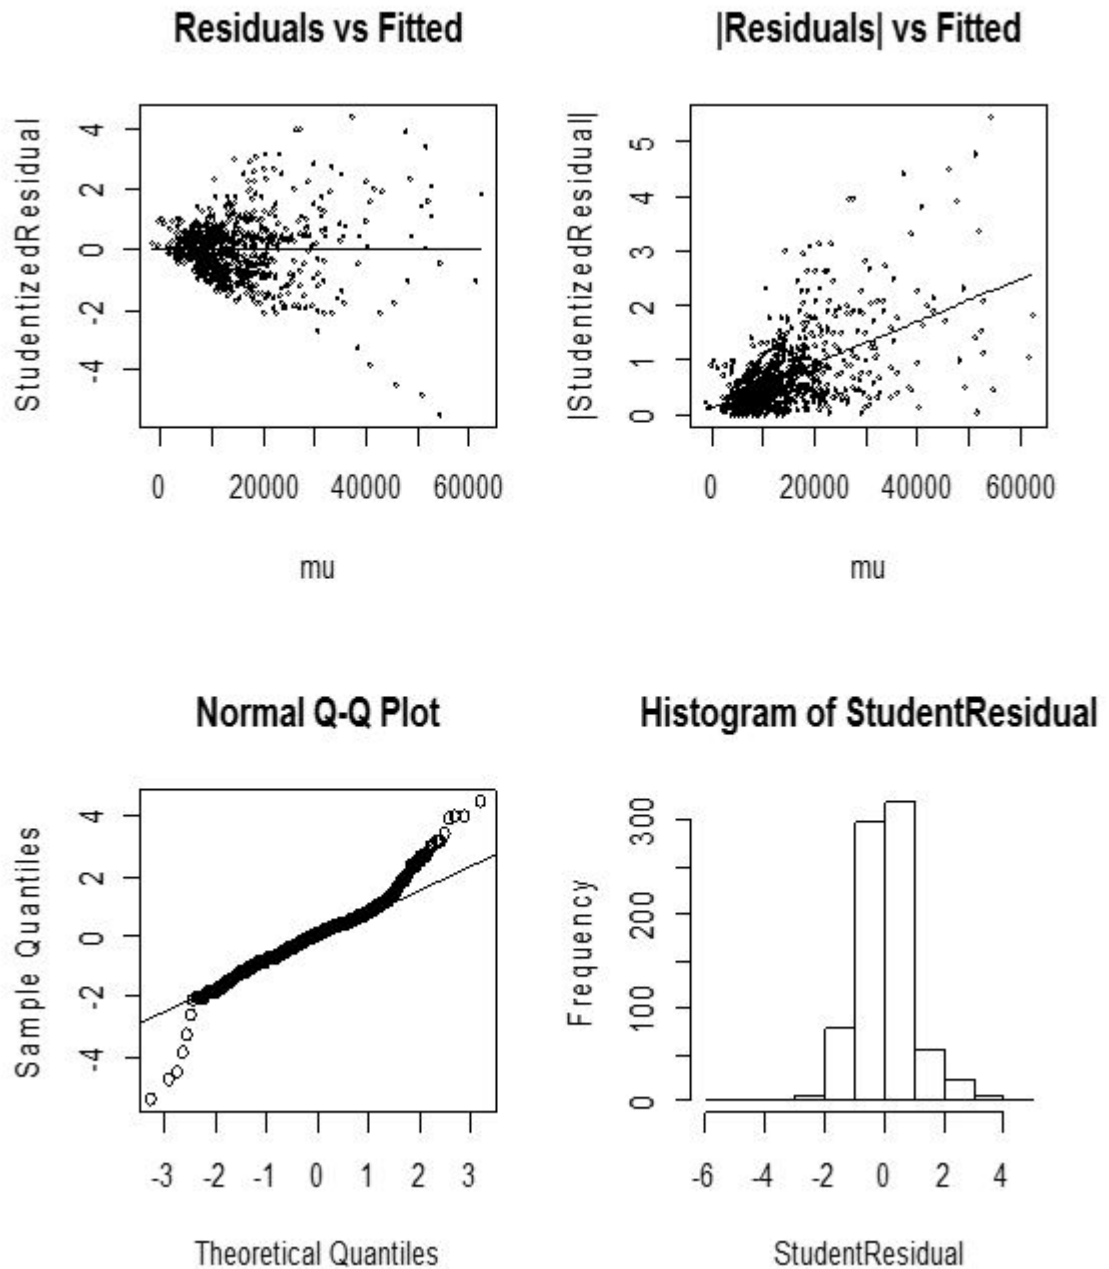 Residuals vs Fitted
StudentizedResidual
4
2
0
-2
-4
0 20000 40000 60000
mu
|Residuals| vs Fitted
|StudentizedResidual|
5
4
3
2
1
0
0 20000 40000 60000
mu
Normal Q-Q Plot
Sample Quantiles
4
2
0
-2
-4
-3 -2 -1 0 1 2 3
Theoretical Quantiles
Histogram of StudentResidual
Frequency
300
200
100
0
-6 -4 -2 0 2 4
StudentResidual